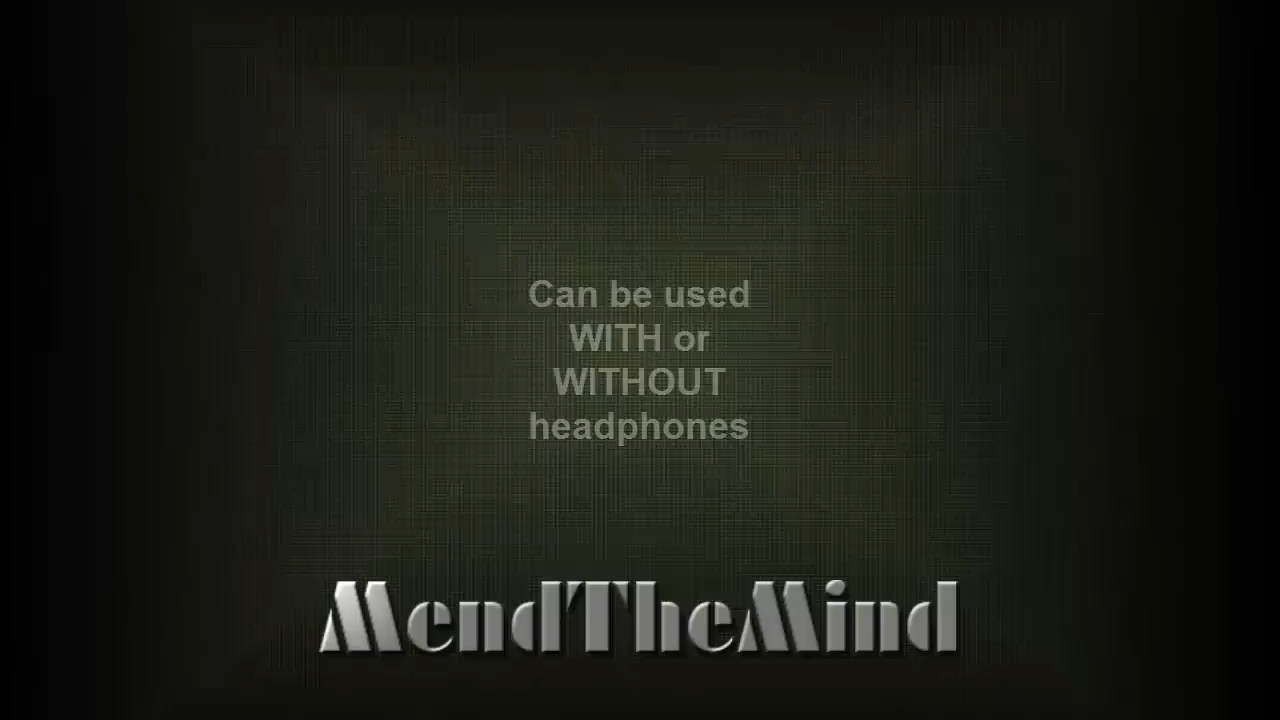 Can be used
WITH or
WITHOUT
headphones
MendTheMind